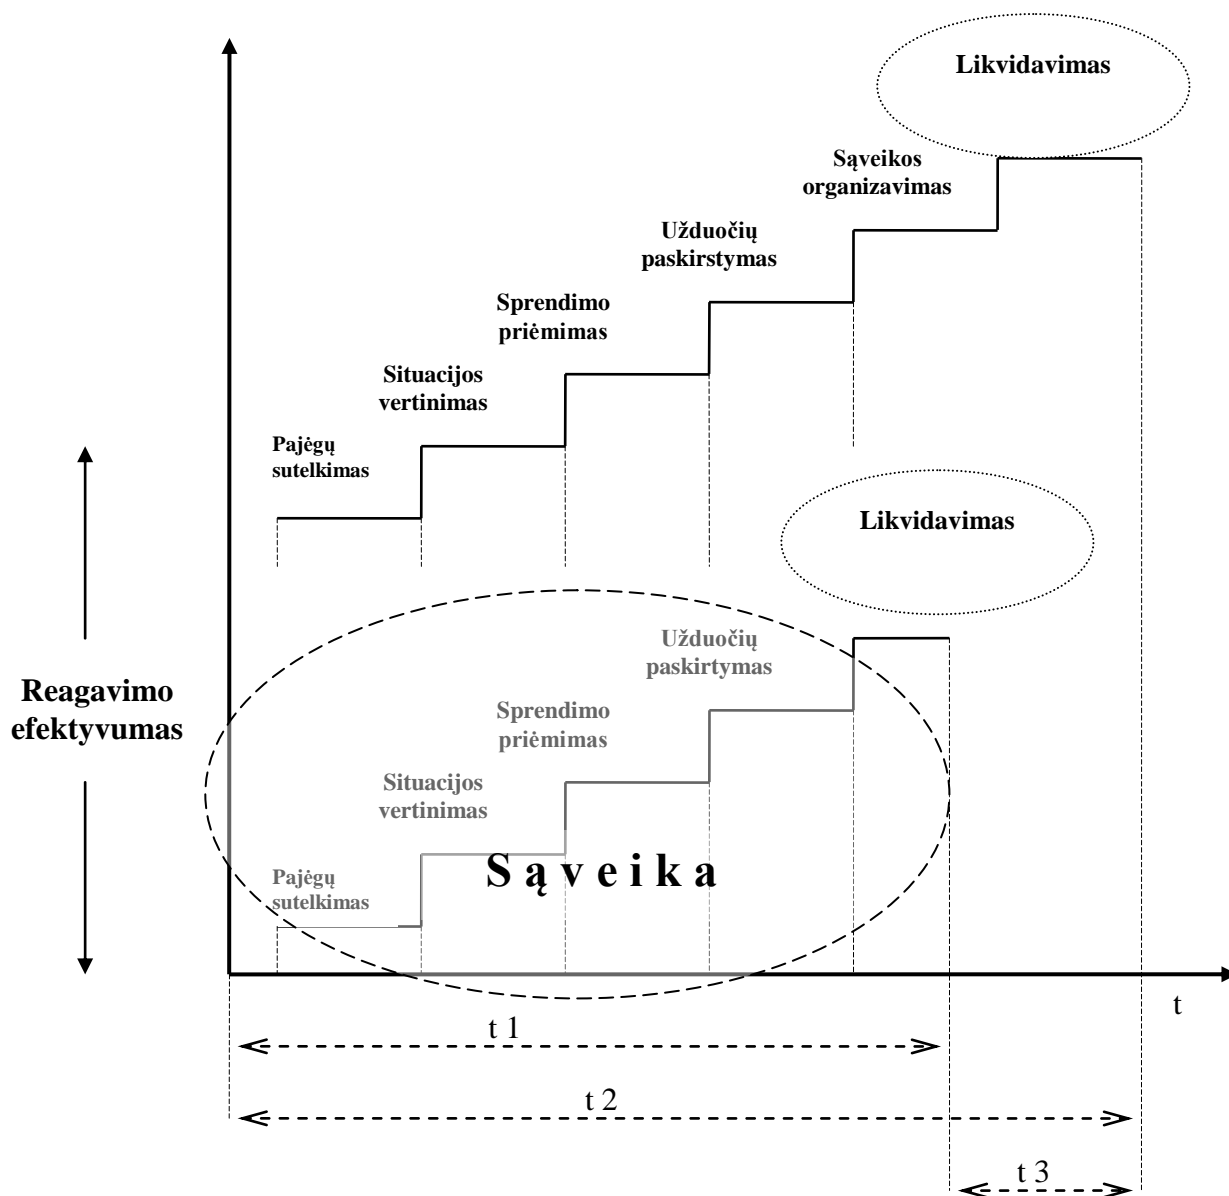 Likvidavimas
Sąveikos
organizavimas
Užduočių
paskirstymas
Sprendimo
priėmimas
Situacijos
vertinimas
Pajėgų
sutelkimas
Likvidavimas
Užduočių
paskirtymas
Reagavimo
efektyvumas
Sprendimo
priėmimas
Situacijos
vertinimas
Sąveika
Pajėgų
sutelkimas
t
t 1
t 2
t 3